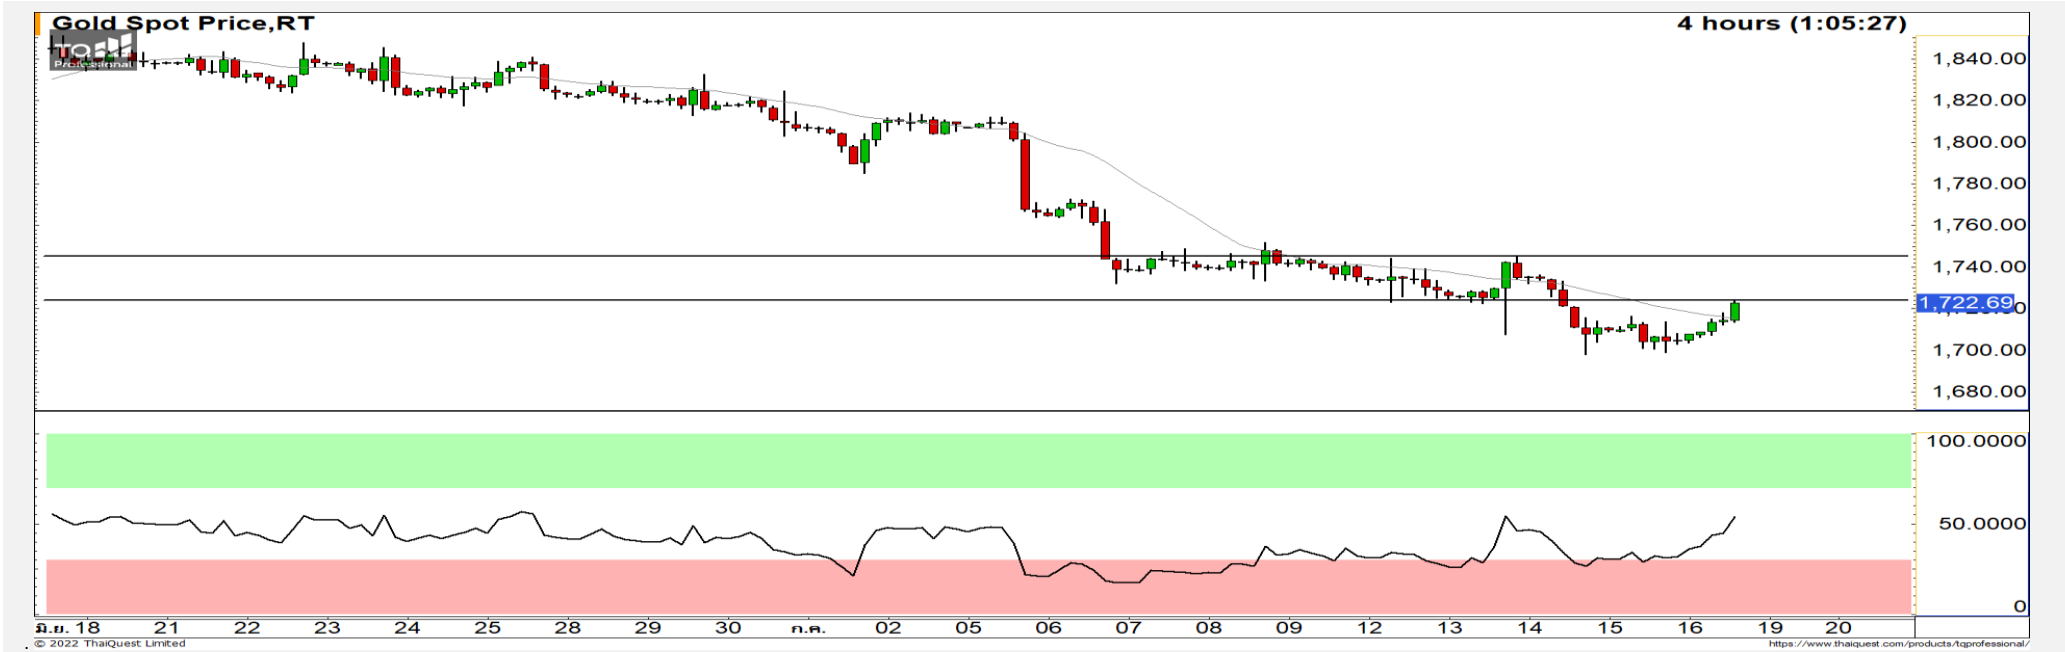 Gold Spot Price,RT
4 hours (1:05:27)
TQ
Professional
1,840.00
1,820.00
1,800.00
1,780.00
1,760.00
1,740.00
1,722.69
1,700.00
1,680.00
100.0000
50.0000
0
มิ.ย. 18 21 22 23 24 25 28 29 30 ก.ค. 02 05 06 07 08 09 12 13 14 15 16 19 20
© 2022 ThaiQuest Limited
https://www.thaiquest.com/products/tqprofessional/